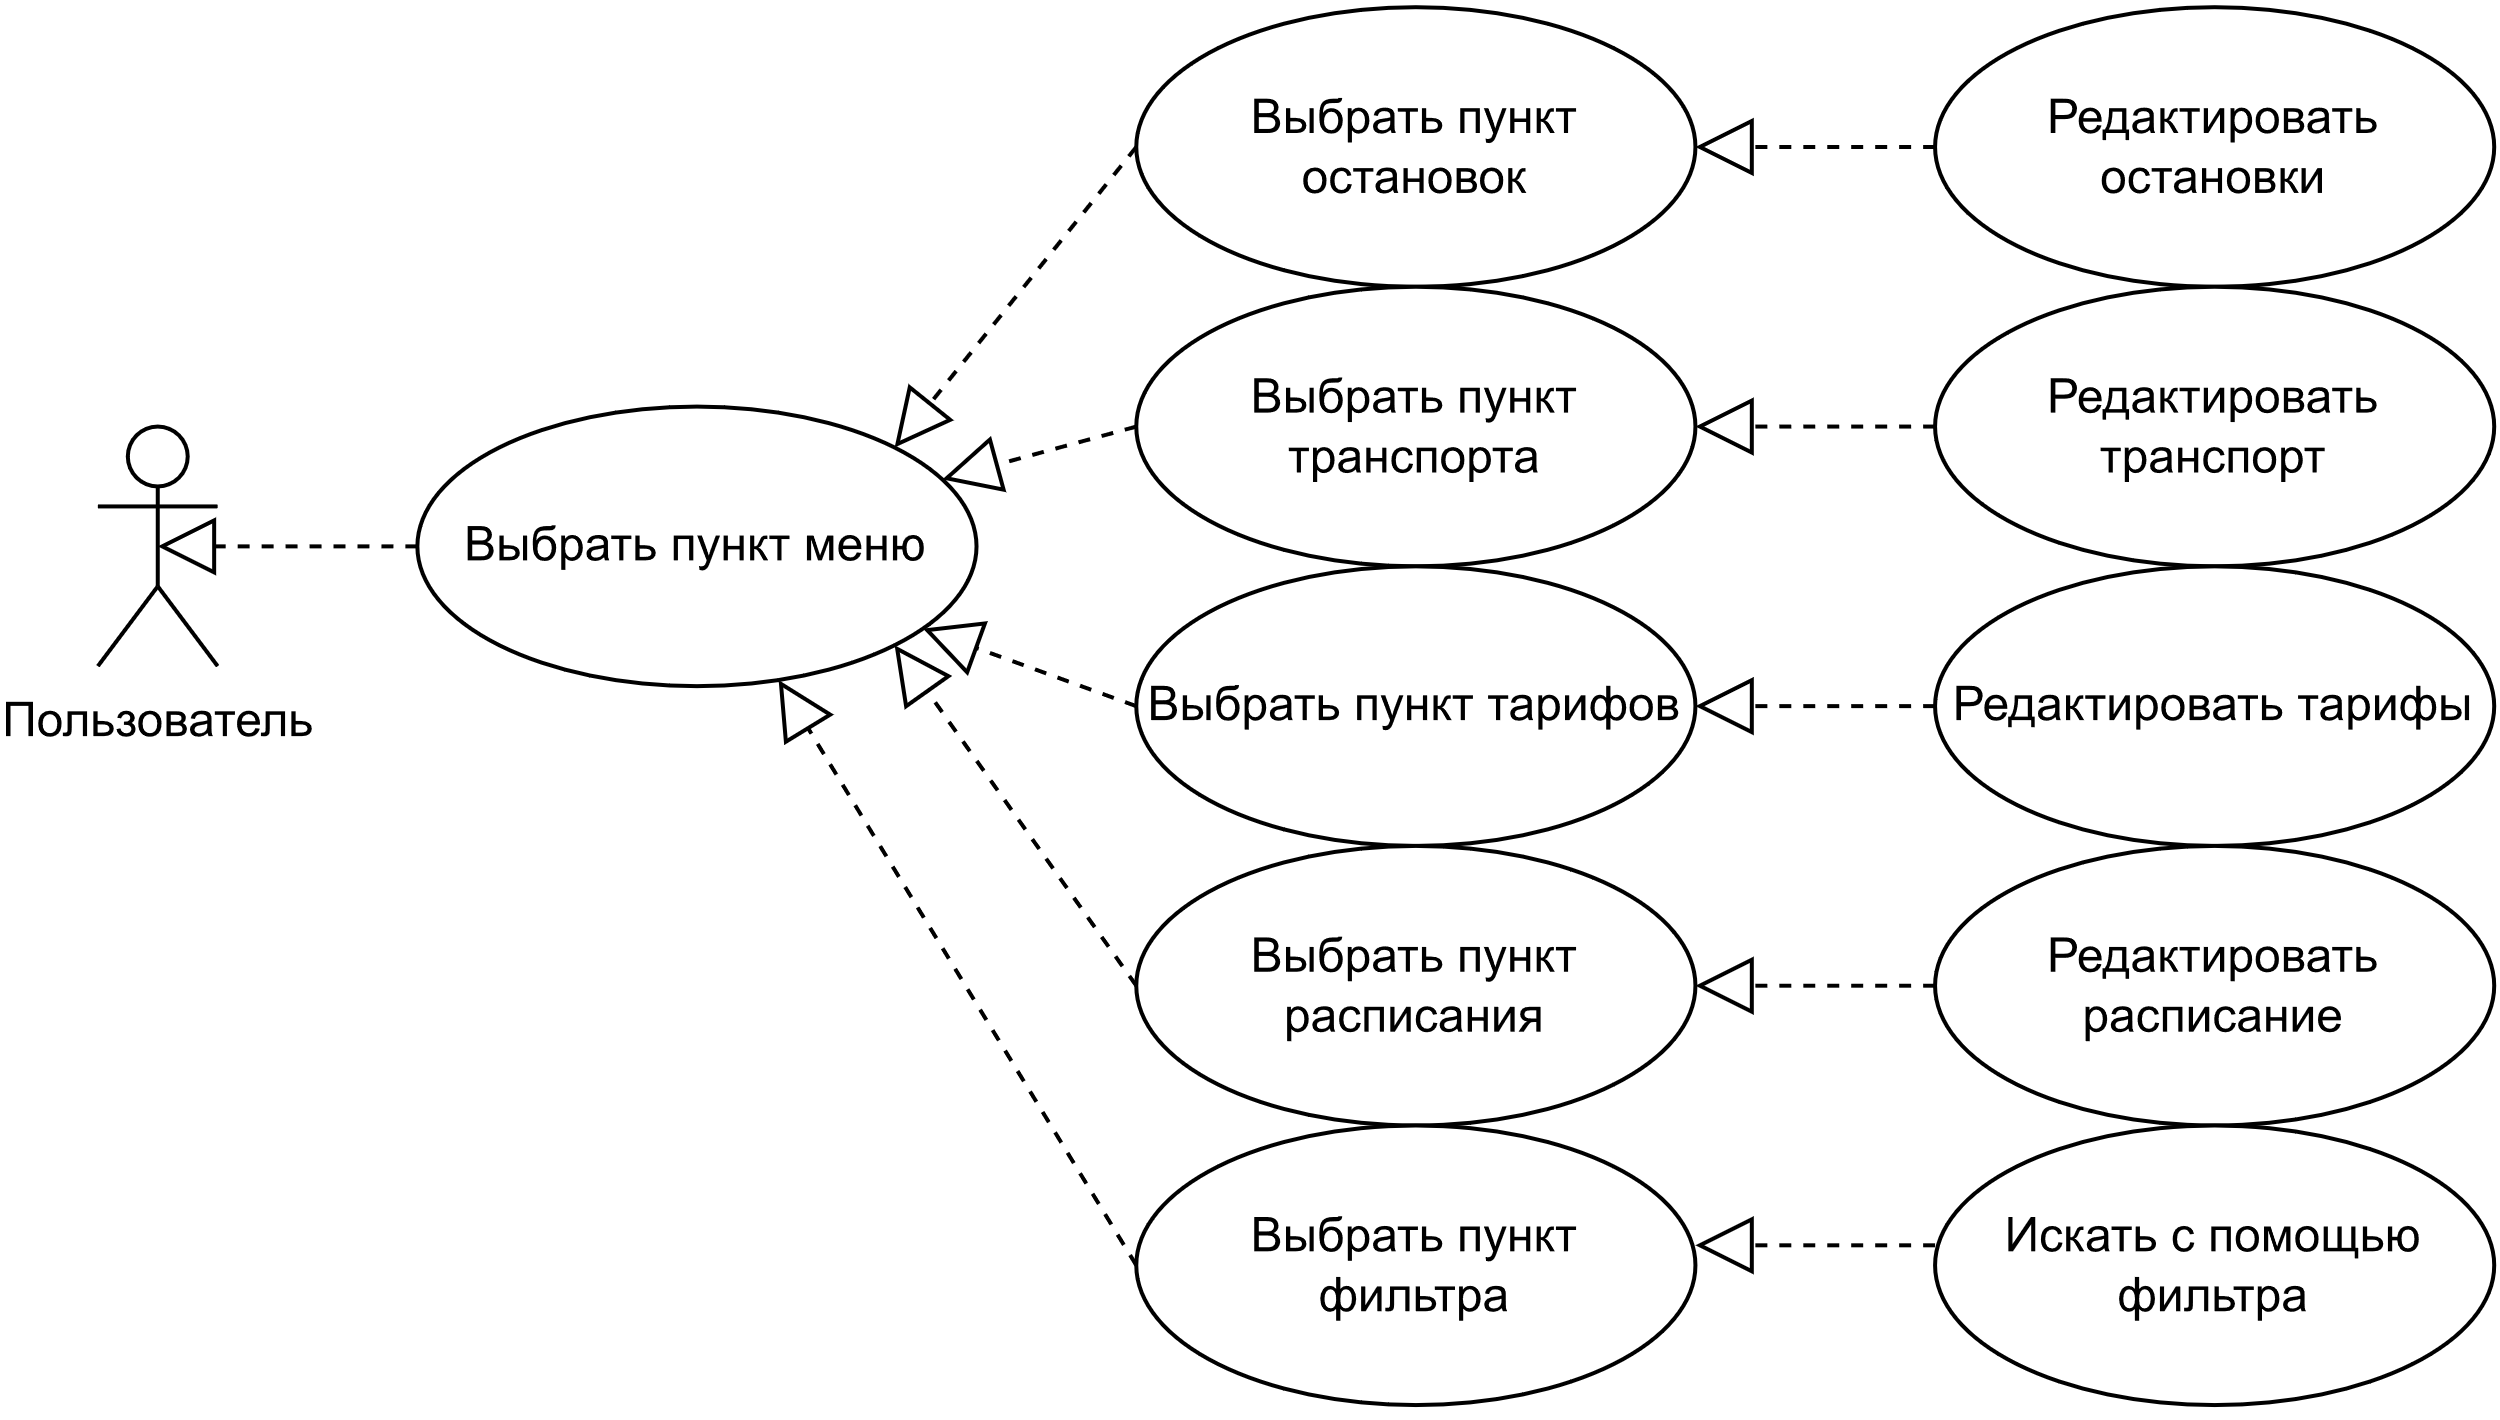 Пользователь
Выбрать пункт меню
Выбрать пункт
остановок
Редактировать
остановки
Выбрать пункт
транспорта
Редактировать
транспорт
Выбрать пункт тарифов
Редактировать тарифы
Выбрать пункт
расписания
Редактировать
расписание
Выбрать пункт
фильтра
Искать с помощью
фильтра